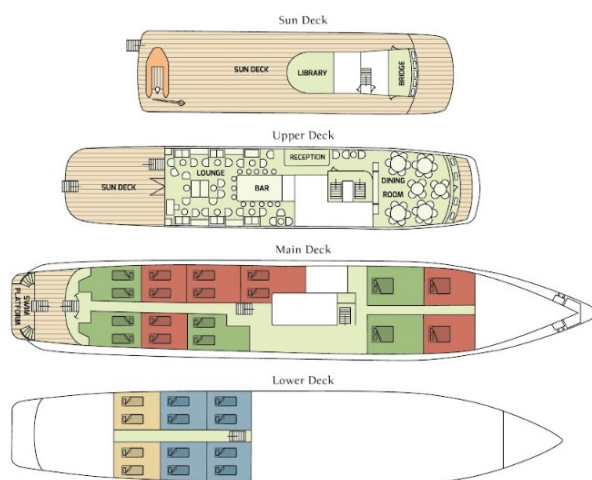 Sun Deck
SUN DECK
LIBRARY
BRIDGE
Upper Deck
SUN DECK
LOUNGE
RECEPTION
BAR
DINING
ROOM
Main Deck
SWIM
PLATFORM
Lower Deck